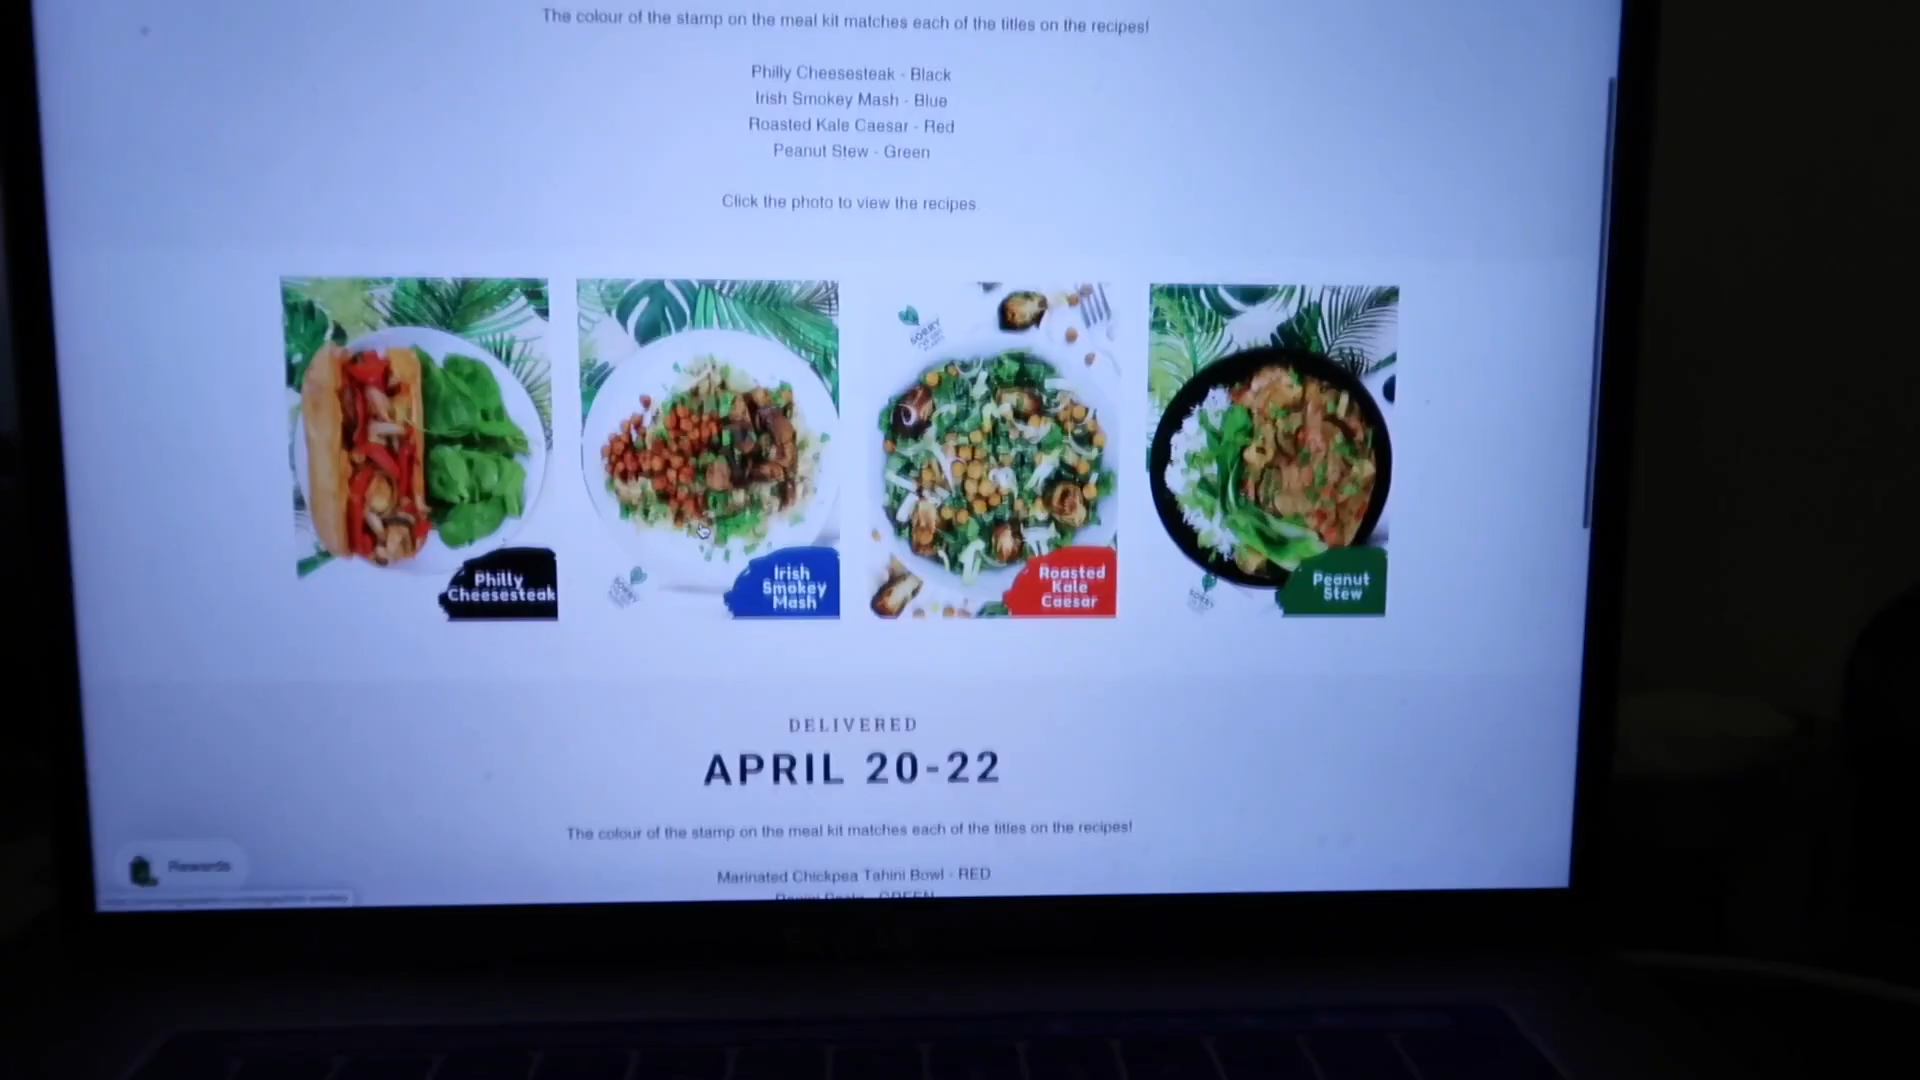 The colour of the stamp on the meal kit matches each of the titles on the recipes!
Philly Cheesesteak - Black
Irish Smokey Mash - Blue
Roasted Kale Caesar - Red
Peanut Stew - Green
Click the photo to view the recipes.
SORRY
Philly
Cheesesteak
Irish
Smokey
Mash
Roasted
Kale
Caesar
Peanut
Stew
DELIVERED
APRIL 20-22
The colour of the stamp on the meal kit matches each of the titles on the recipes!
Marinated Chickpea Tahini Bowl - RED
GREEN
Rewards